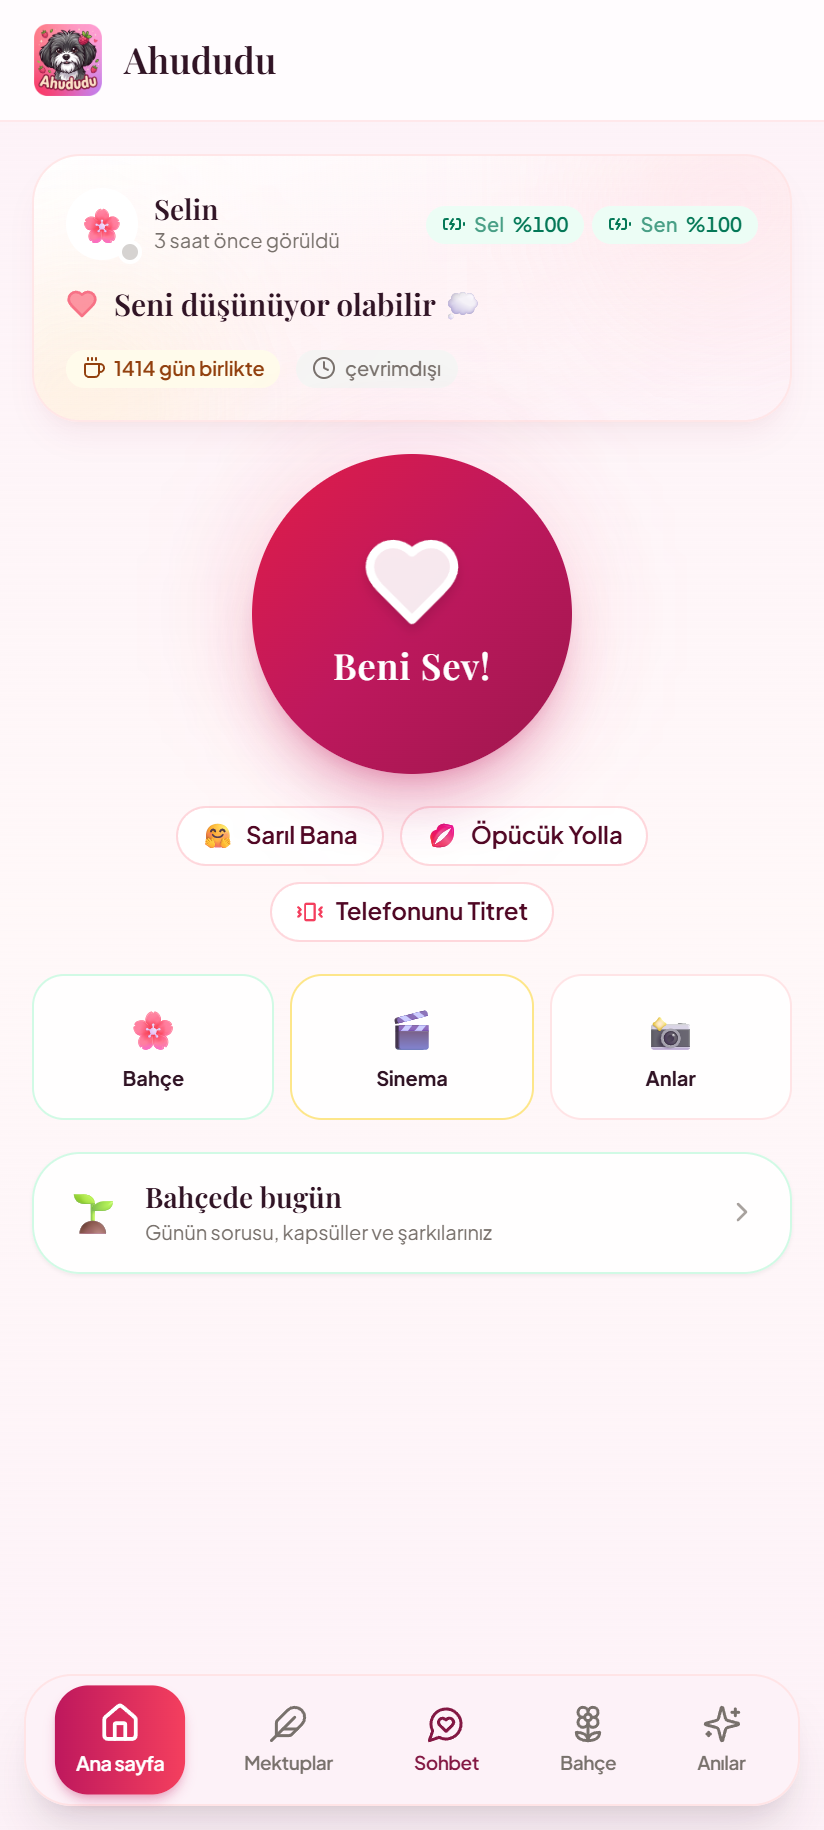 Ahududu
Ahududu
Selin
3 saat önce görüldü
Sel %100
Sen %100
Seni düşünüyor olabilir
1414 gün birlikte
çevrimdışı
Beni Sev!
Sarıl Bana
Öpücük Yolla
Telefonunu Titret
Bahçe
Sinema
Anlar
Bahçede bugün
Günün sorusu, kapsüller ve şarkılarınız
Ana sayfa
Mektuplar
Sohbet
Bahçe
Anılar